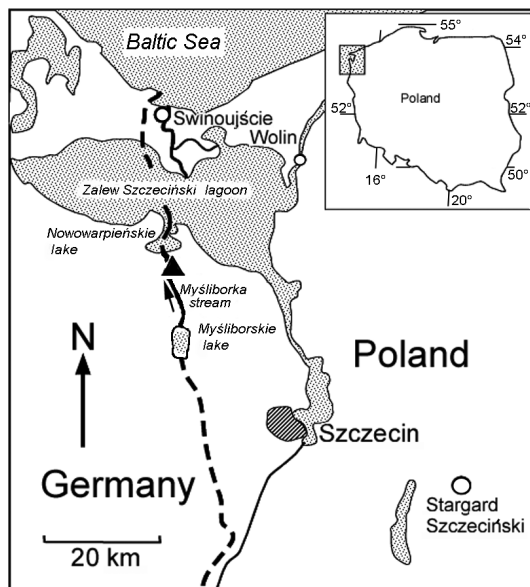 Baltic Sea
Świnoujście
Wolin
Zalew Szczeciński lagoon
Nowowarpieńskie
lake
Myśliborka
stream
Myśliborskie
lake
N
Poland
Szczecin
Germany
Stargard
Szczeciński
20 km
55°
54°
52°
Poland
52°
16°
50°
20°